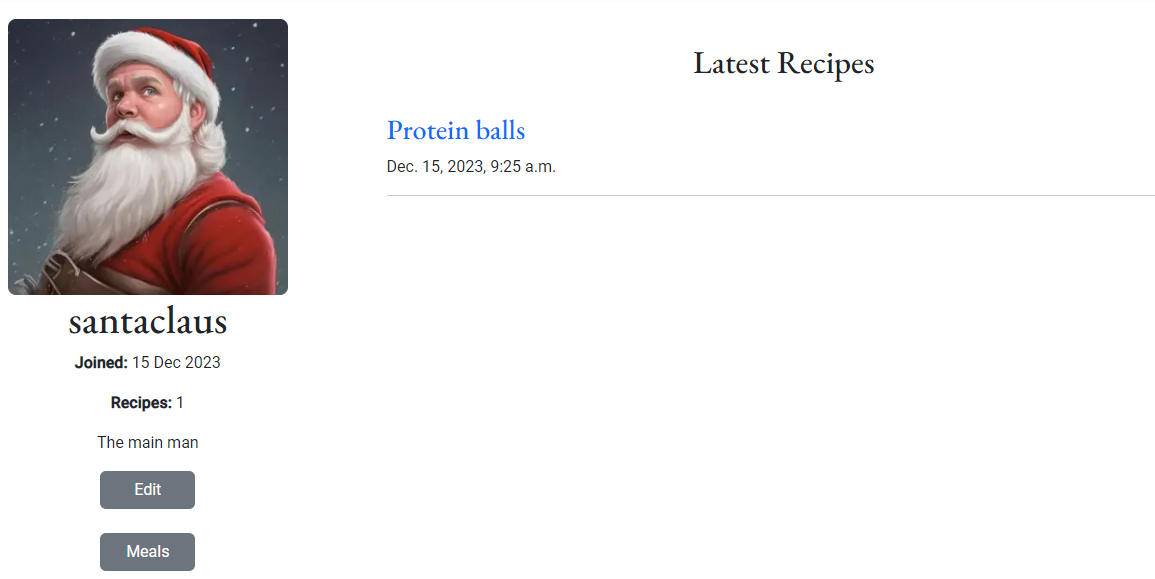 santaclaus
Joined: 15 Dec 2023
Recipes: 1
The main man
Edit
Meals
Latest Recipes
Protein balls
Dec. 15, 2023, 9:25 a.m.